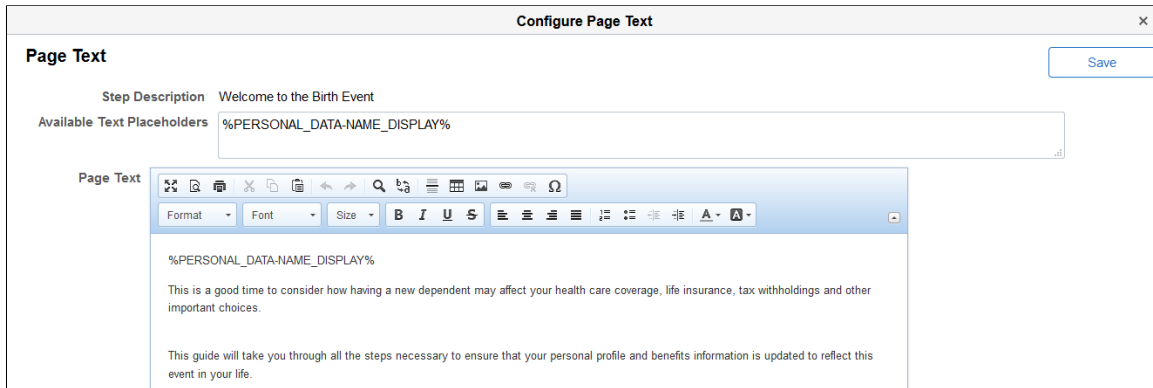 Configure Page Text ×
Page Text
Save
Step Description Welcome to the Birth Event
Available Text Placeholders %PERSONAL_DATA-NAME_DISPLAY%
Page Text
Format Font Size B I U S A A
%PERSONAL_DATA-NAME_DISPLAY%
This is a good time to consider how having a new dependent may affect your health care coverage, life insurance, tax withholdings and other
important choices.
This guide will take you through all the steps necessary to ensure that your personal profile and benefits information is updated to reflect this
event in your life.